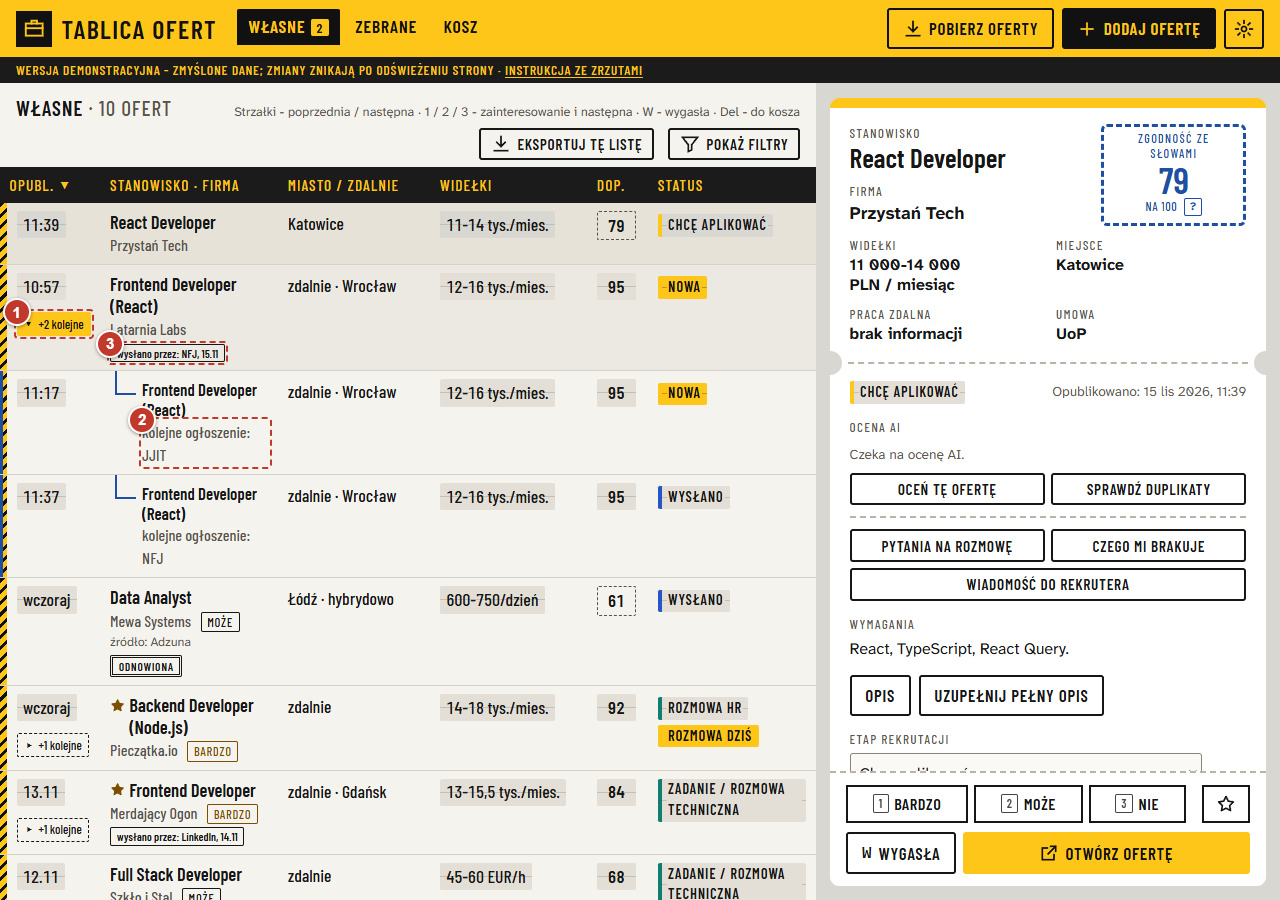 TABLICA OFERT
WŁASNE 2
ZEBRANE
KOSZ
POBIERZ OFERTY
DODAJ OFERTĘ
WERSJA DEMONSTRACYJNA - ZMYŚLONE DANE; ZMIANY ZNIKAJĄ PO ODŚWIEŻENIU STRONY · INSTRUKCJA ZE ZRZUTAMI
WŁASNE · 10 OFERT
Strzałki - poprzednia / następna · 1 / 2 / 3 - zainteresowanie i następna · W - wygasła · Del - do kosza
EKSPORTUJ TĘ LISTĘ
POKAŻ FILTRY
OPUBL. ▼ STANOWISKO · FIRMA MIASTO / ZDALNIE WIDEŁKI DOP. STATUS
11:39 React Developer Katowice 11-14 tys./mies. 79 CHCĘ APLIKOWAĆ
Przystań Tech
10:57 Frontend Developer zdalnie · Wrocław 12-16 tys./mies. 95 NOWA
(React)
1 +2 kolejne Latarnia Labs
3 wysłano przez: NFJ, 15.11
11:17 Frontend Developer zdalnie · Wrocław 12-16 tys./mies. 95 NOWA
(React)
2 kolejne ogłoszenie:
JJIT
11:37 Frontend Developer zdalnie · Wrocław 12-16 tys./mies. 95 WYSŁANO
(React)
kolejne ogłoszenie:
NFJ
wczoraj Data Analyst Łódź · hybrydowo 600-750/dzień 61 WYSŁANO
Mewa Systems MOŻE
źródło: Adzuna
ODNOWIONA
wczoraj Backend Developer zdalnie 14-18 tys./mies. 92 ROZMOWA HR
(Node.js) ROZMOWA DZIŚ
+1 kolejne Pieczątka.io BARDZO
13.11 Frontend Developer zdalnie · Gdańsk 13-15,5 tys./mies. 84 ZADANIE / ROZMOWA
TECHNICZNA
Merdający Ogon BARDZO
+1 kolejne wysłano przez: LinkedIn, 14.11
12.11 Full Stack Developer zdalnie 45-60 EUR/h 68 ZADANIE / ROZMOWA
TECHNICZNA
Szkło i Stal MOŻE
STANOWISKO
React Developer
ZGODNOŚĆ ZE
SŁOWAMI
79
NA 100 ?
FIRMA
Przystań Tech
WIDEŁKI MIEJSCE
11 000-14 000 Katowice
PLN / miesiąc
PRACA ZDALNA UMOWA
brak informacji UoP
CHCĘ APLIKOWAĆ Opublikowano: 15 lis 2026, 11:39
OCENA AI
Czeka na ocenę AI.
OCEŃ TĘ OFERTĘ SPRAWDŹ DUPLIKATY
PYTANIA NA ROZMOWĘ CZEGO MI BRAKUJE
WIADOMOŚĆ DO REKRUTERA
WYMAGANIA
React, TypeScript, React Query.
OPIS UZUPEŁNIJ PEŁNY OPIS
ETAP REKRUTACJI
1 BARDZO 2 MOŻE 3 NIE
W WYGASŁA OTWÓRZ OFERTĘ